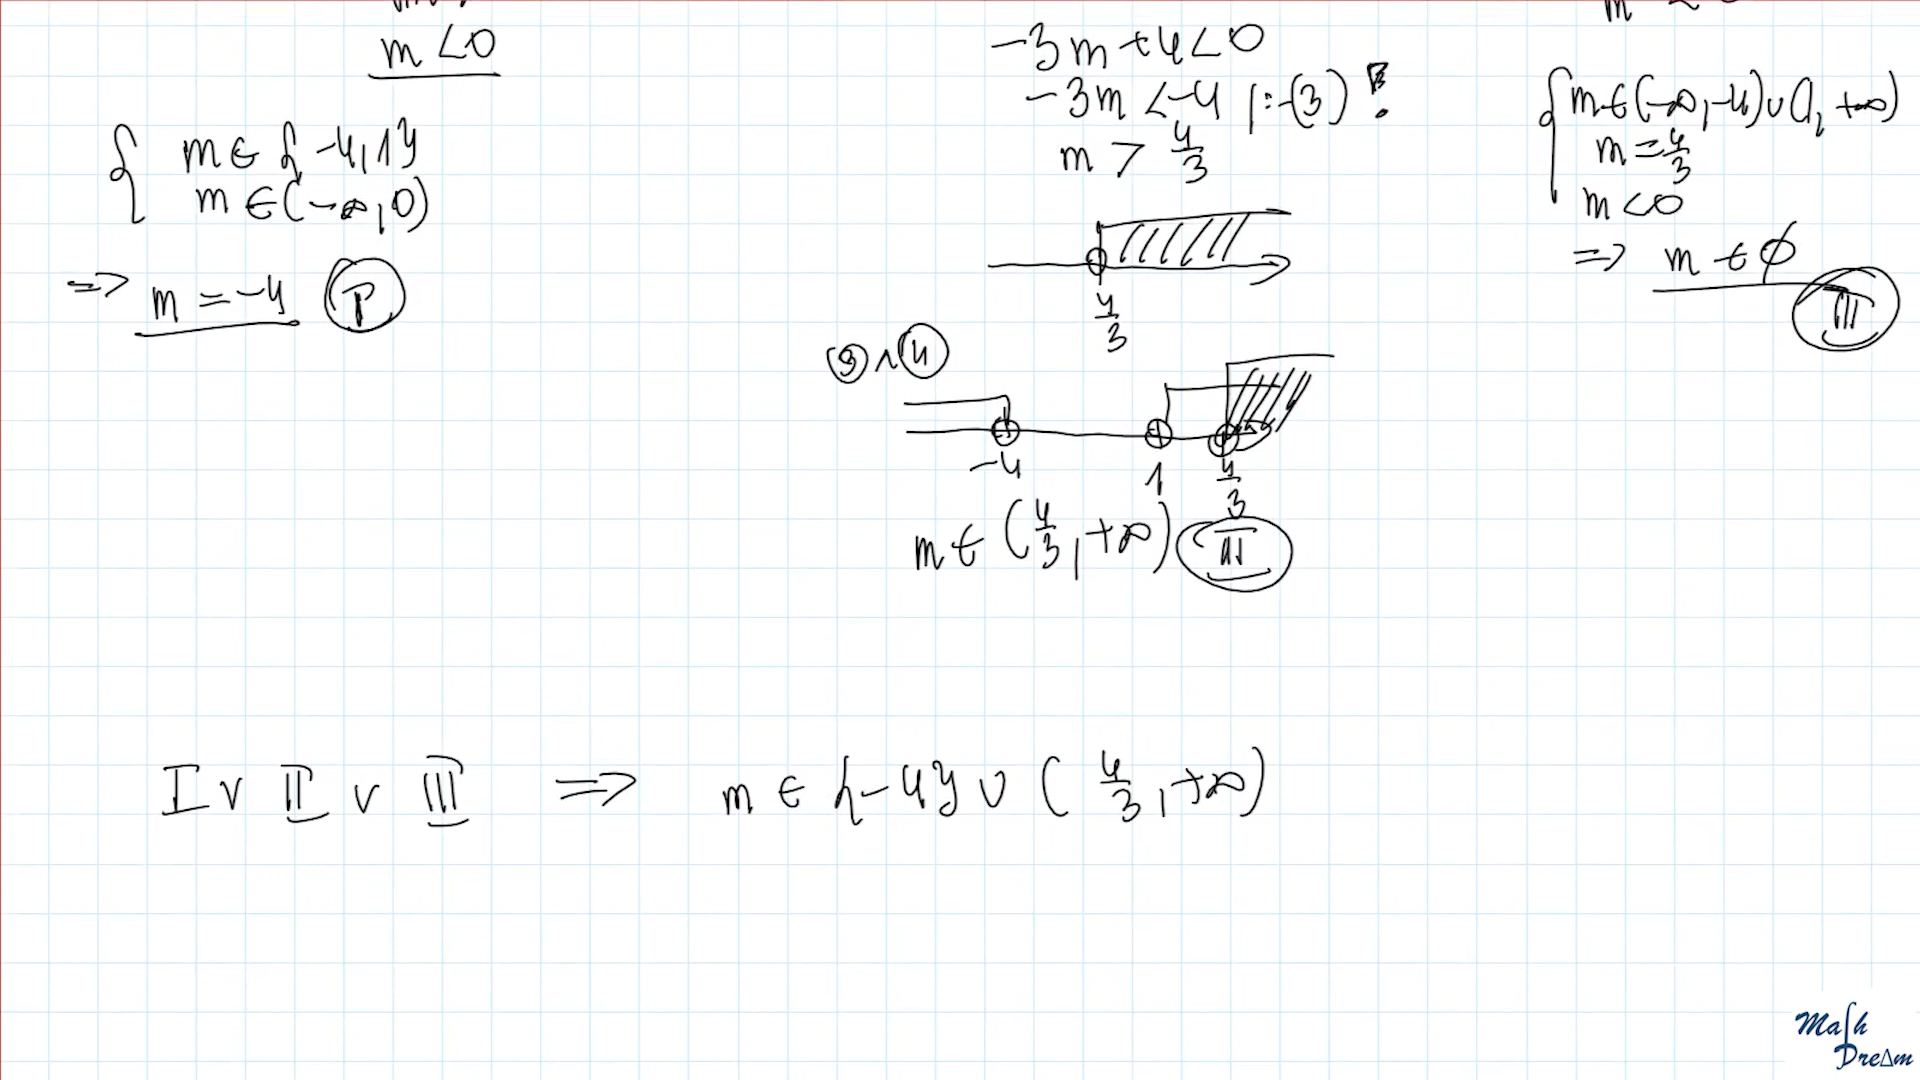 m < 0
{ m ∈ {-4, 1}
m ∈ (-∞, 0)
=> m = -4 I
-3m + 4 < 0
-3m < -4 |:(-3) !
m > 4/3
4/3
3 ∧ 4
-4 1 4/3
m ∈ (4/3, +∞) II
{ m ∈ (-∞, -4) ∪ (1, +∞)
m = 4/3
m < 0
=> m ∈ ∅
III
I ∨ II ∨ III => m ∈ {-4} ∪ (4/3, +∞)
Math
Dream